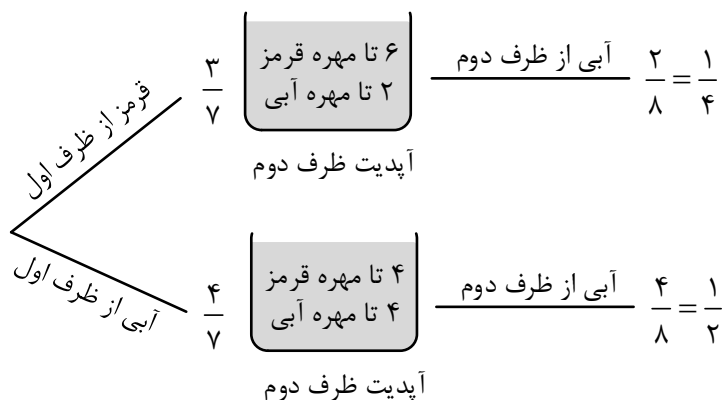 قرمز از ظرف اول
۳/۷
۶ تا مهره قرمز
۲ تا مهره آبی
آپدیت ظرف دوم
آبی از ظرف دوم
۲/۸ = ۱/۴
آبی از ظرف اول
۴/۷
۴ تا مهره قرمز
۴ تا مهره آبی
آپدیت ظرف دوم
آبی از ظرف دوم
۴/۸ = ۱/۲